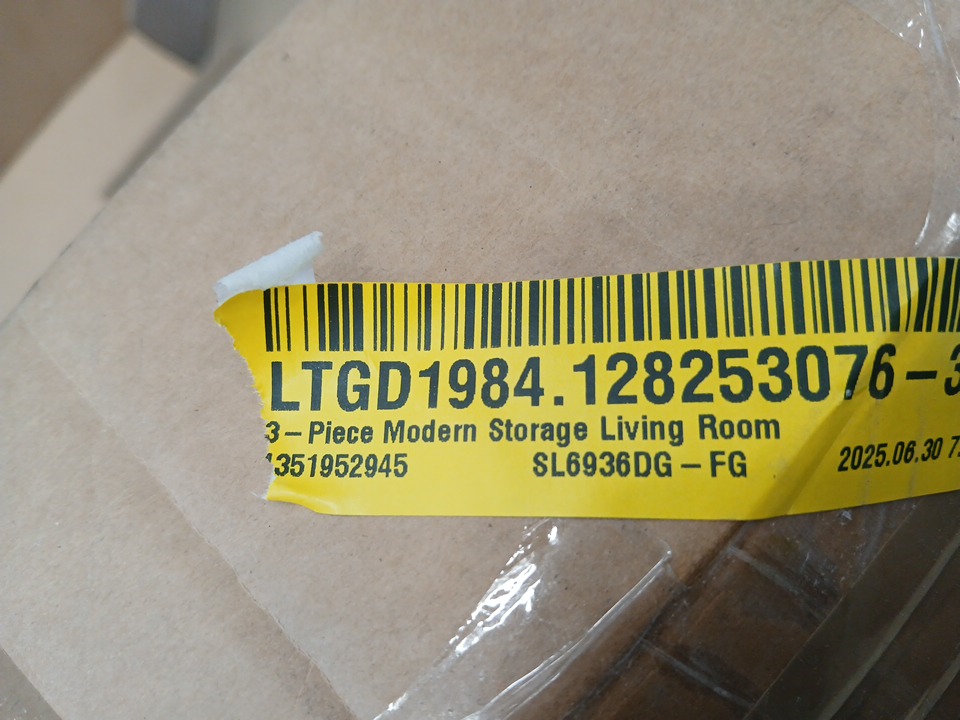 LTGD1984.128253076-3
3-Piece Modern Storage Living Room
1351952945 SL6936DG-FG 2025.06.30